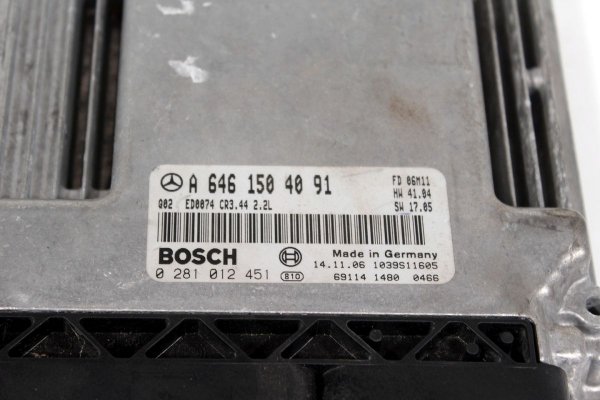 A 646 150 40 91
FD 06M11
Q02 ED0074 CR3.44 2.2L
HW 41.04
SW 17.05
BOSCH
Made in Germany
14.11.06 1039S11605
0 281 012 451 B10
69114 1480 0466